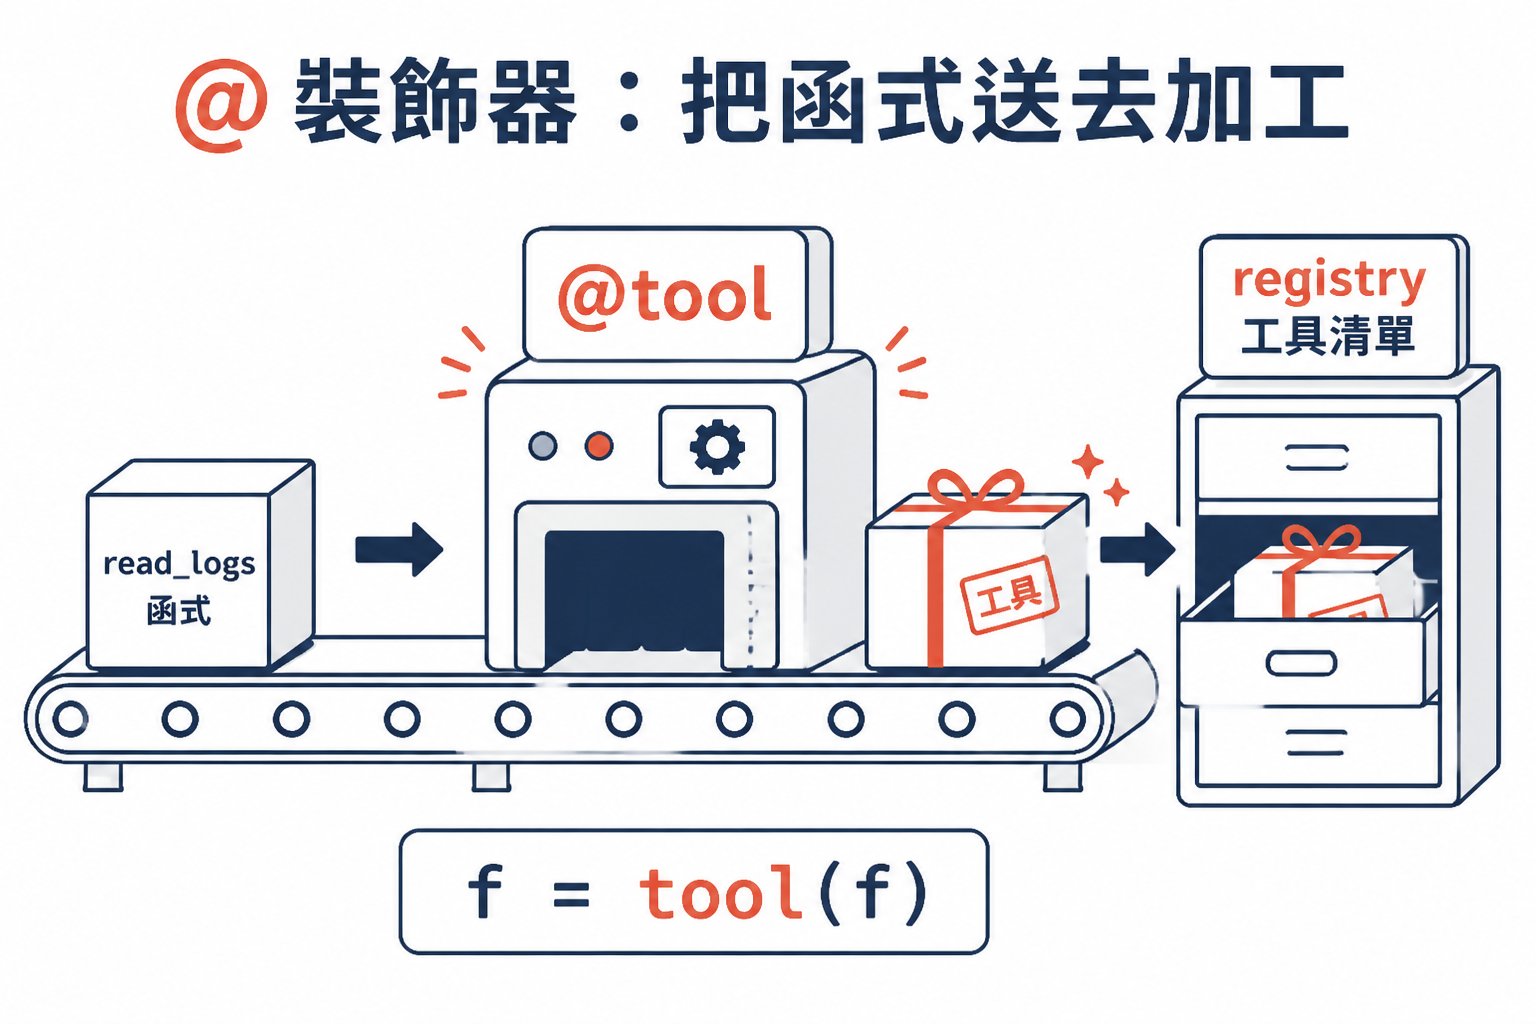 @ 裝飾器：把函式送去加工
@tool
registry
工具清單
read_logs
函式
工具
f = tool(f)